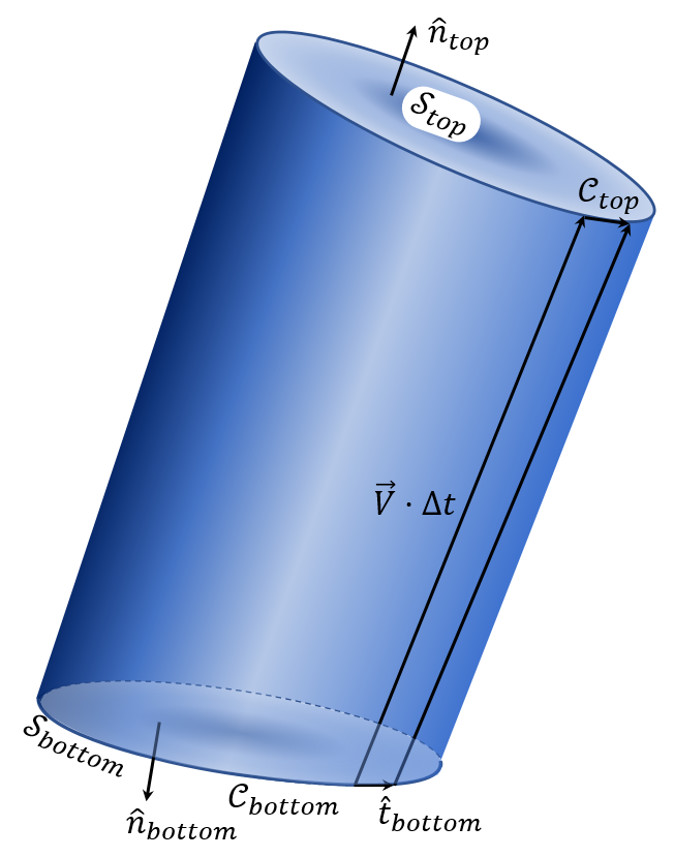 n̂_top
𝒮_top
𝒞_top
V⃗ · Δt
𝒮_bottom
𝒞_bottom
n̂_bottom
t̂_bottom